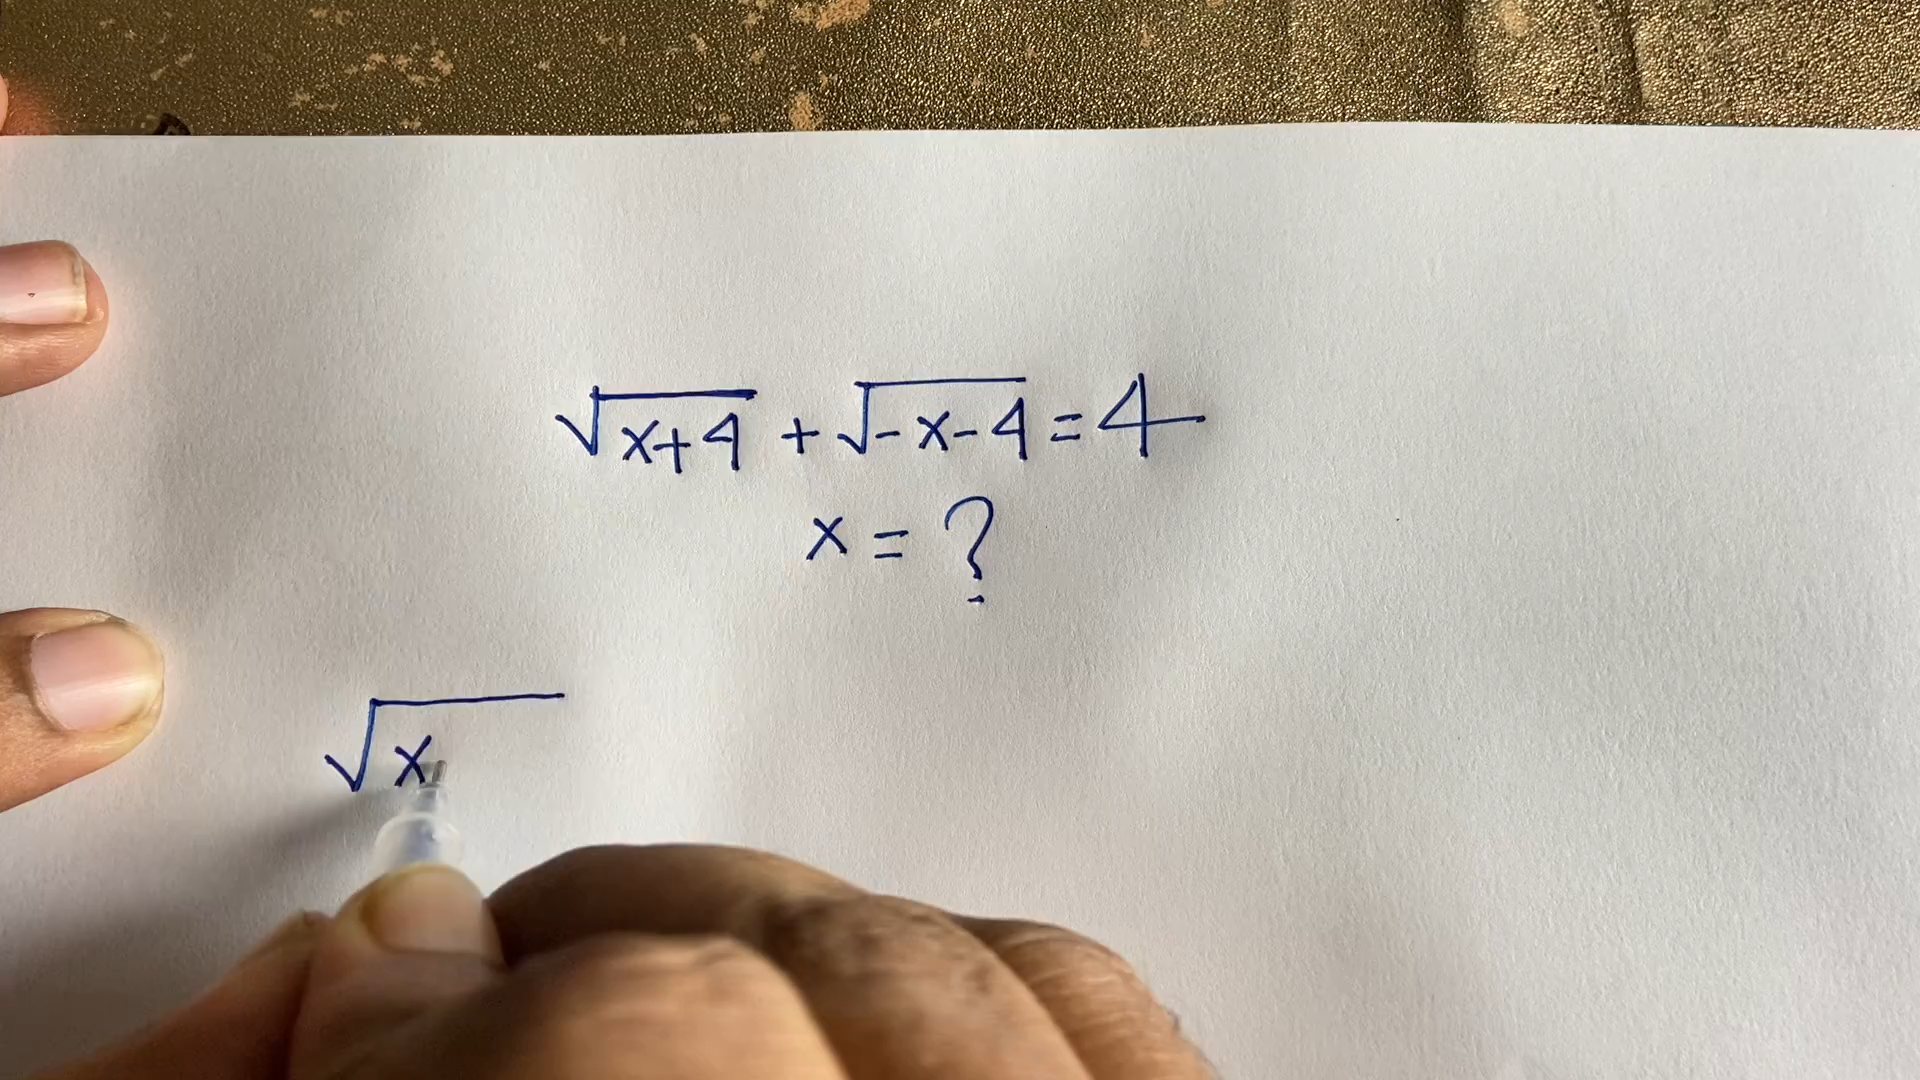 √(x+4) + √(-x-4) = 4
x = ?
√x